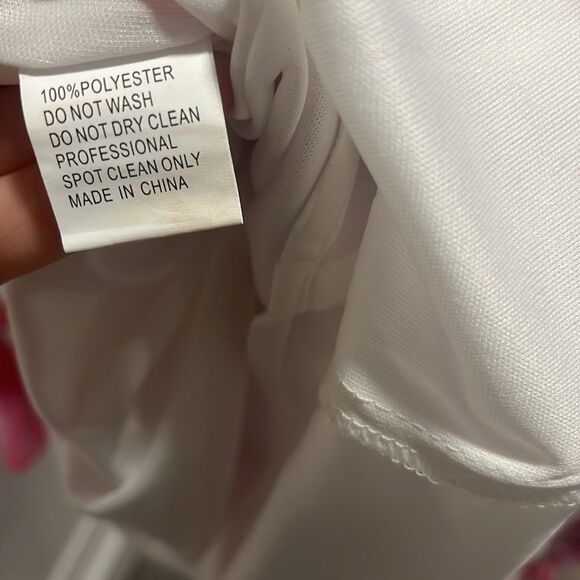 100%POLYESTER
DO NOT WASH
DO NOT DRY CLEAN
PROFESSIONAL
SPOT CLEAN ONLY
MADE IN CHINA